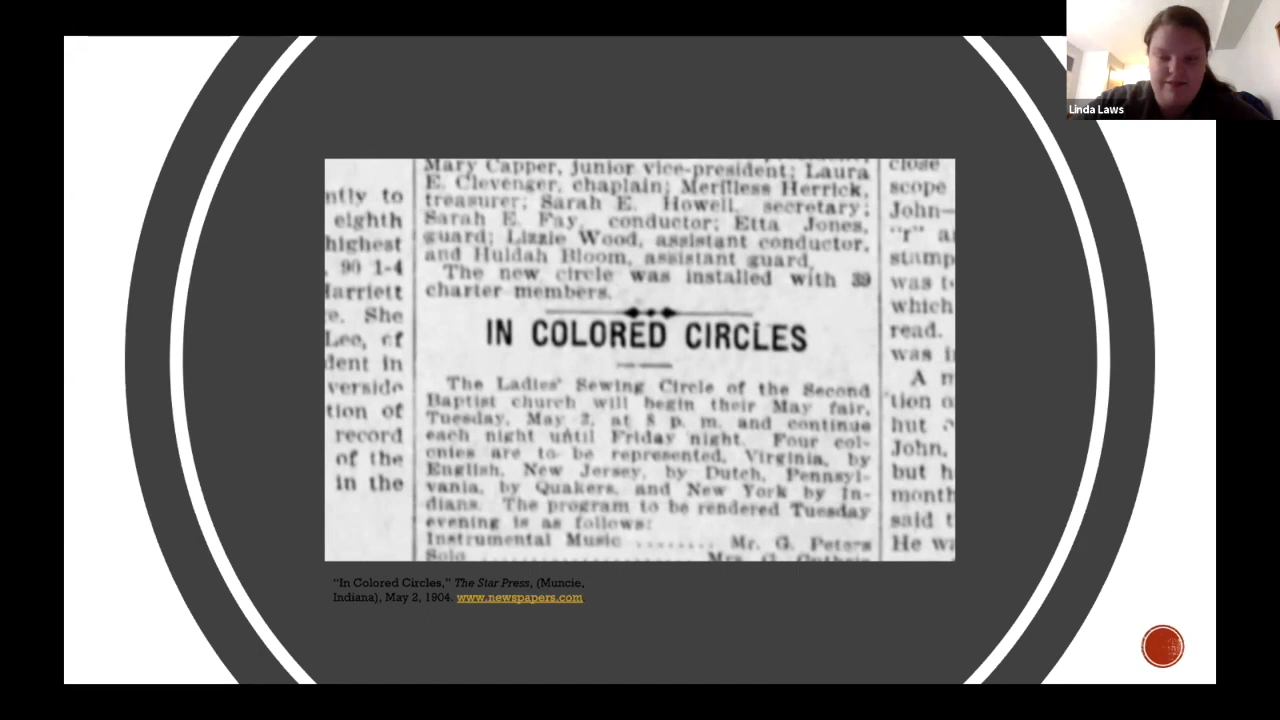 Linda Laws
ntly to
eighth
highest
90 1-4
Harriett
e. She
Lee, of
dent in
verside
tion of
record
of the
in the
Mary Capper, junior vice-president; Laura
E. Clevenger, chaplain; Merilless Herrick,
treasurer; Sarah E. Howell, secretary;
Sarah E. Fay, conductor; Etta Jones,
guard; Lizzie Wood, assistant conductor,
and Huldah Bloom, assistant guard.
The new circle was installed with 39
charter members.
IN COLORED CIRCLES
The Ladies' Sewing Circle of the Second
Baptist church will begin their May fair,
Tuesday, May 2, at 8 p. m. and continue
each night until Friday night. Four col-
onies are to be represented, Virginia, by
English, New Jersey, by Dutch, Pennsyl-
vania, by Quakers, and New York by In-
dians. The program to be rendered Tuesday
evening is as follows:
Instrumental Music ........ Mr. G. Peters
Solo ........ Mrs. G. Guthrie
close
scope
John—
"r" a
stamp
was t
which
read.
was i
A m
tion o
hut
John,
but h
month
said t
He wa
"In Colored Circles," The Star Press, (Muncie,
Indiana), May 2, 1904. www.newspapers.com